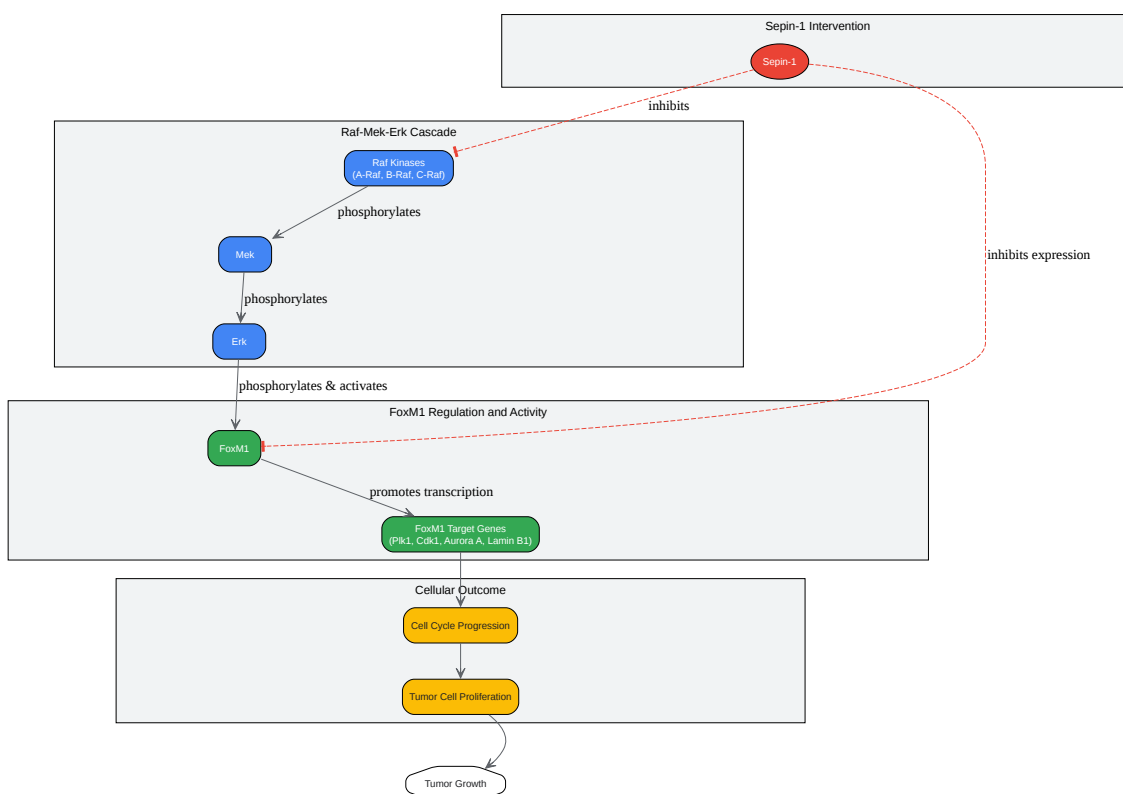 Sepin-1 Intervention
Sepin-1
inhibits
Raf-Mek-Erk Cascade
Raf Kinases
(A-Raf, B-Raf, C-Raf)
phosphorylates
Mek
inhibits expression
phosphorylates
Erk
phosphorylates & activates
FoxM1 Regulation and Activity
FoxM1
promotes transcription
FoxM1 Target Genes
(Plk1, Cdk1, Aurora A, Lamin B1)
Cellular Outcome
Cell Cycle Progression
Tumor Cell Proliferation
Tumor Growth